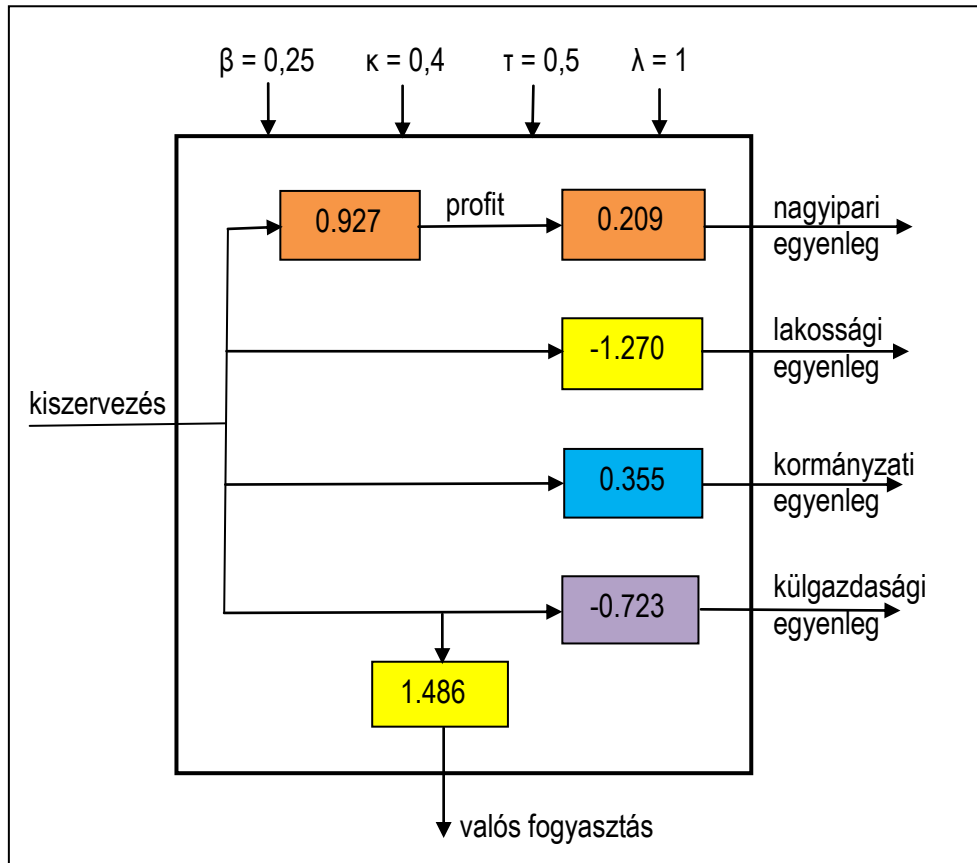 β = 0,25 κ = 0,4 τ = 0,5 λ = 1
0.927 profit 0.209 nagyipari
egyenleg
-1.270 lakossági
egyenleg
kiszervezés
0.355 kormányzati
egyenleg
-0.723 külgazdasági
egyenleg
1.486
valós fogyasztás